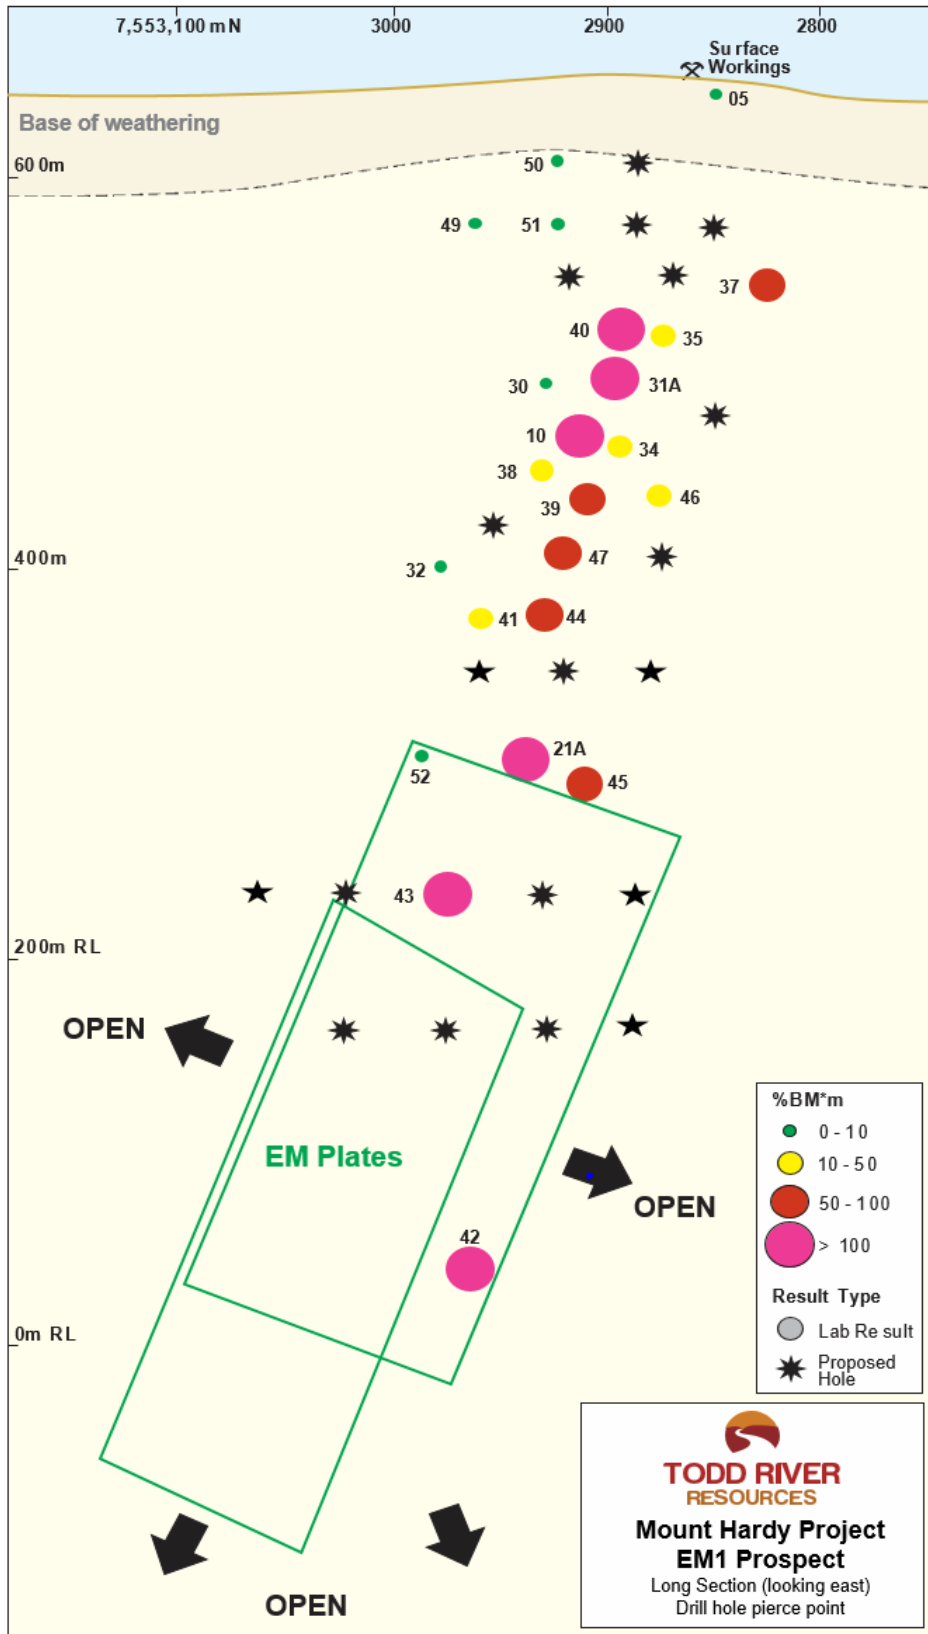 7,553,100 mN 3000 2900 2800
Su rface
Workings
05
Base of weathering
600m
50
49 51
37
40 35
30 31A
10 34
38
46
39
47
400m
32
41 44
21A
52 45
43
200m RL
OPEN
EM Plates
OPEN
42
0m RL
OPEN
%BM*m
0 - 10
10 - 50
50 - 100
> 100
Result Type
Lab Re sult
Proposed
Hole
TODD RIVER
RESOURCES
Mount Hardy Project
EM1 Prospect
Long Section (looking east)
Drill hole pierce point